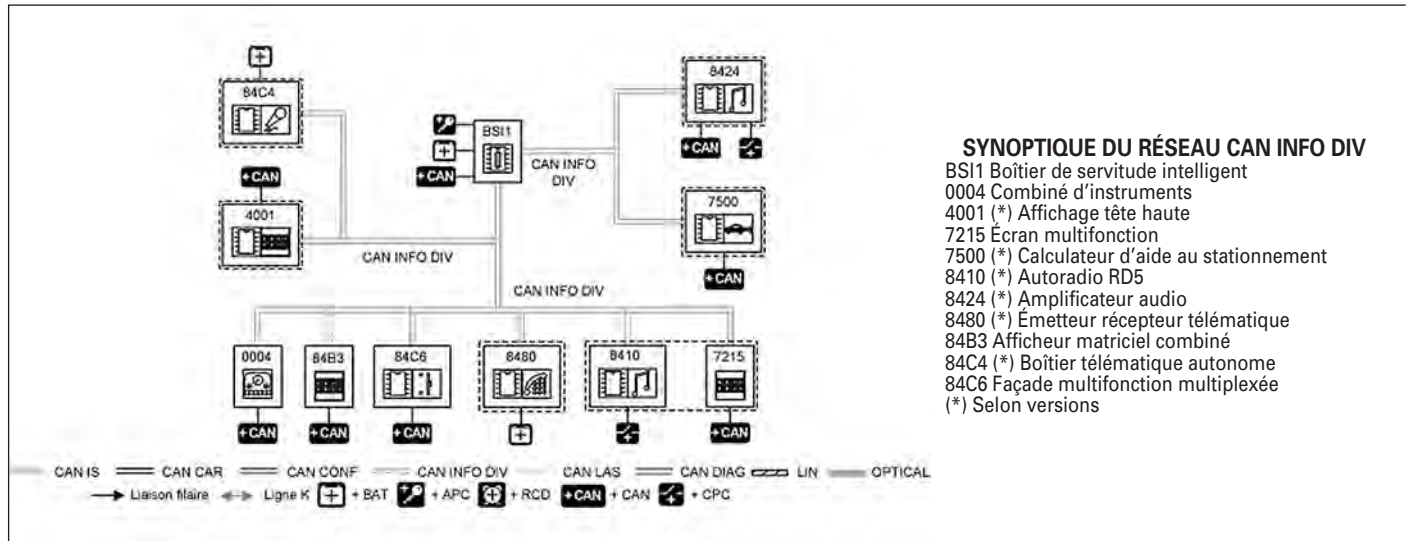 84C4
8424
BSI1
+CAN
+CAN
CAN INFO
DIV
+CAN
4001
7500
CAN INFO DIV
+CAN
CAN INFO DIV
0004
84B3
84C6
8480
8410
7215
+CAN
+CAN
+CAN
+CAN
CAN IS
CAN CAR
CAN CONF
CAN INFO DIV
CAN LAS
CAN DIAG
LIN
OPTICAL
Liaison filaire
Ligne K
+ BAT
+ APC
+ RCD
+CAN
+ CAN
+ CPC
SYNOPTIQUE DU RÉSEAU CAN INFO DIV
BSI1 Boîtier de servitude intelligent
0004 Combiné d'instruments
4001 (*) Affichage tête haute
7215 Écran multifonction
7500 (*) Calculateur d'aide au stationnement
8410 (*) Autoradio RD5
8424 (*) Amplificateur audio
8480 (*) Émetteur récepteur télématique
84B3 Afficheur matriciel combiné
84C4 (*) Boîtier télématique autonome
84C6 Façade multifonction multiplexée
(*) Selon versions